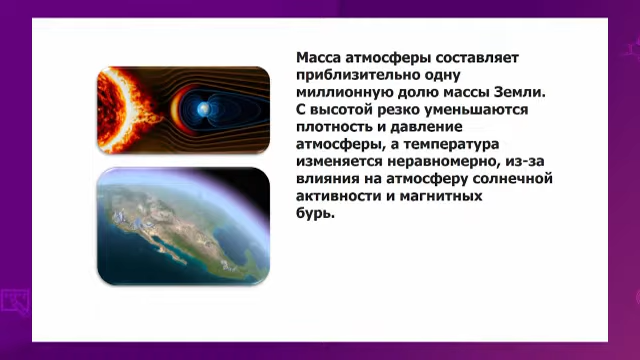 Масса атмосферы составляет
приблизительно одну
миллионную долю массы Земли.
С высотой резко уменьшаются
плотность и давление
атмосферы, а температура
изменяется неравномерно, из-за
влияния на атмосферу солнечной
активности и магнитных
бурь.